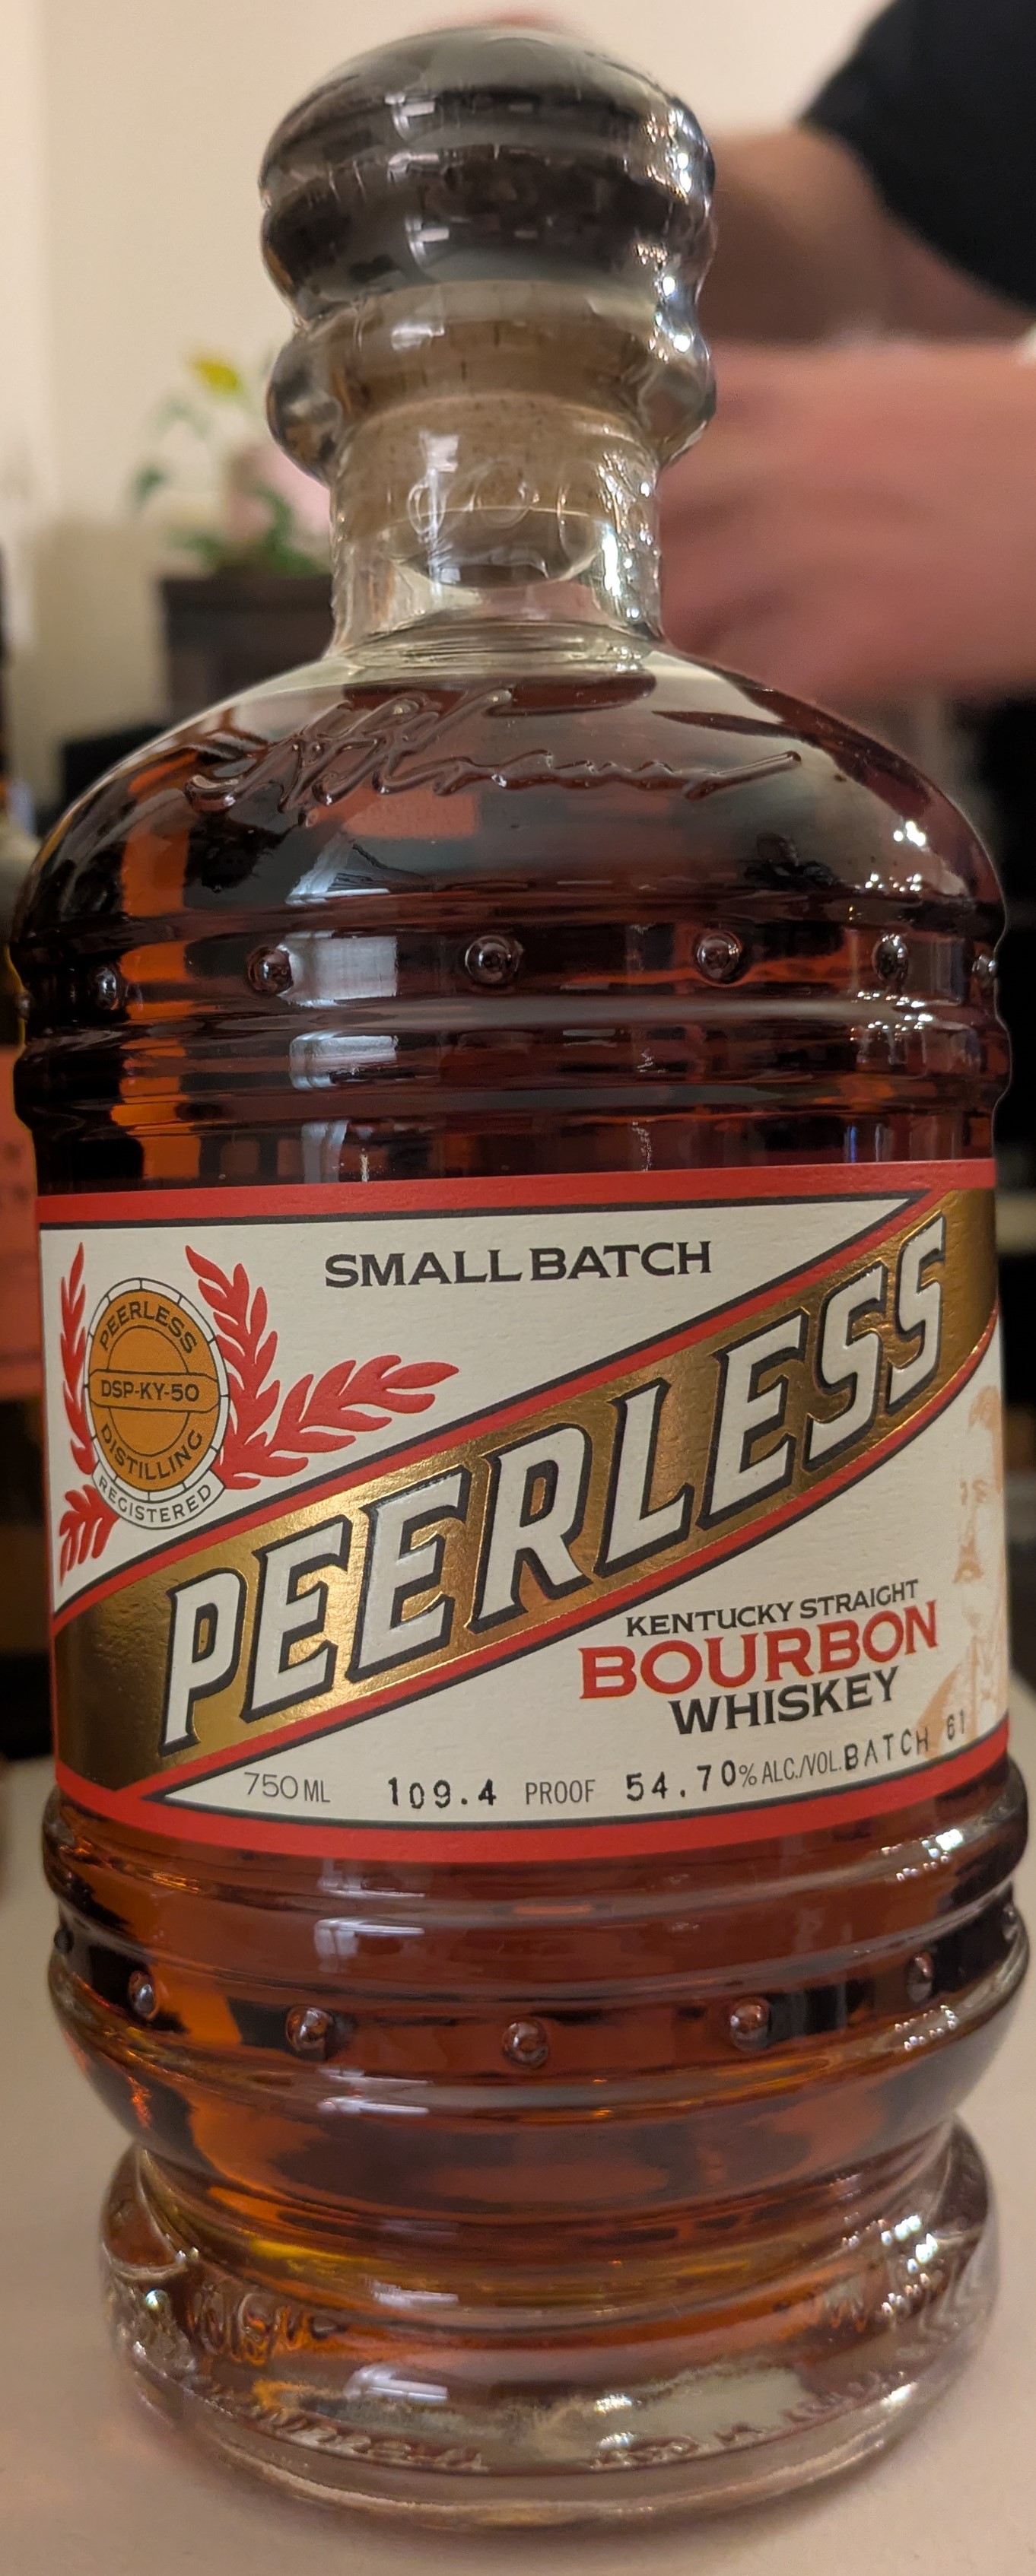 SMALL BATCH
PEERLESS
DSP-KY-50
DISTILLING
REGISTERED
PEERLESS
KENTUCKY STRAIGHT
BOURBON
WHISKEY
750 ML 109.4 PROOF 54.70% ALC./VOL. BATCH 61